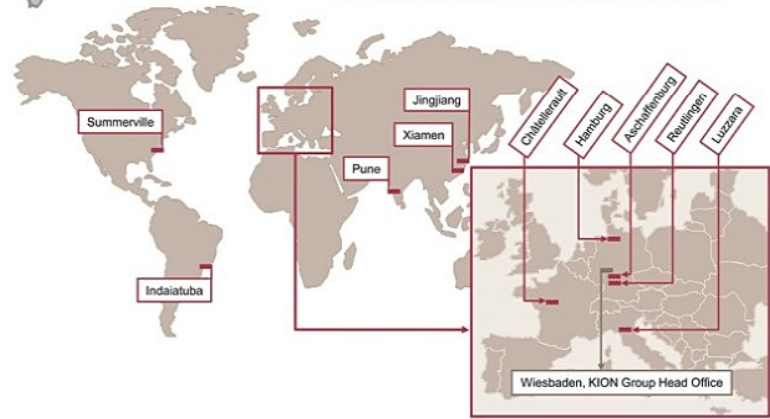 Summerville
Jingjiang
Xiamen
Pune
Indaiatuba
Châtellerault
Hamburg
Aschaffenburg
Reutlingen
Luzzara
Wiesbaden, KION Group Head Office